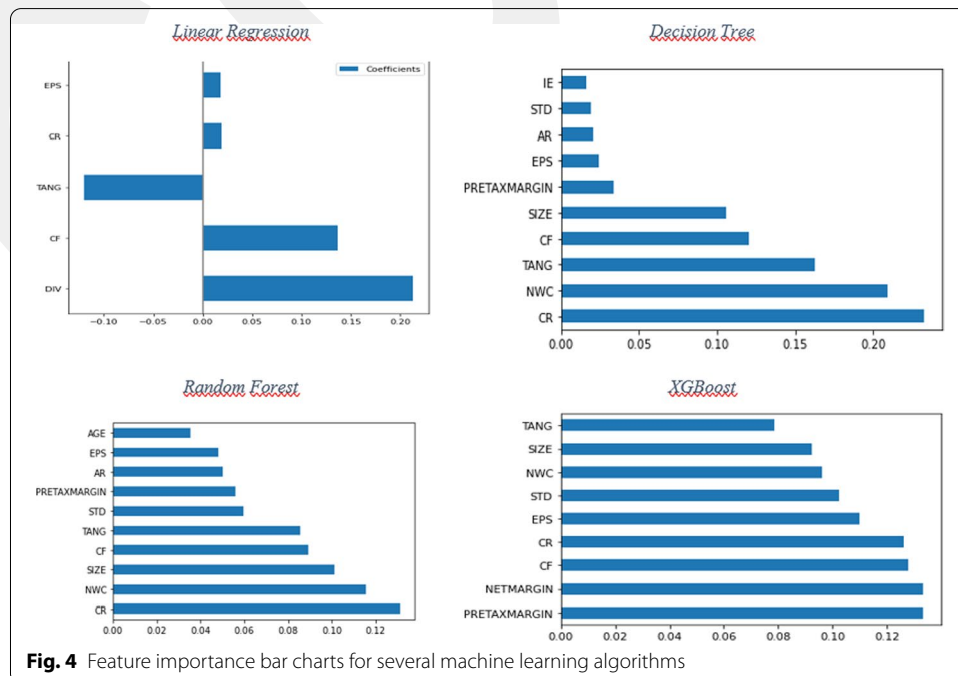 Linear Regression
Coefficients
EPS
CR
TANG
CF
DIV
−0.10 −0.05 0.00 0.05 0.10 0.15 0.20
Decision Tree
IE
STD
AR
EPS
PRETAXMARGIN
SIZE
CF
TANG
NWC
CR
0.00 0.05 0.10 0.15 0.20
Random Forest
AGE
EPS
AR
PRETAXMARGIN
STD
TANG
CF
SIZE
NWC
CR
0.00 0.02 0.04 0.06 0.08 0.10 0.12
XGBoost
TANG
SIZE
NWC
STD
EPS
CR
CF
NETMARGIN
PRETAXMARGIN
0.00 0.02 0.04 0.06 0.08 0.10 0.12
Fig. 4 Feature importance bar charts for several machine learning algorithms